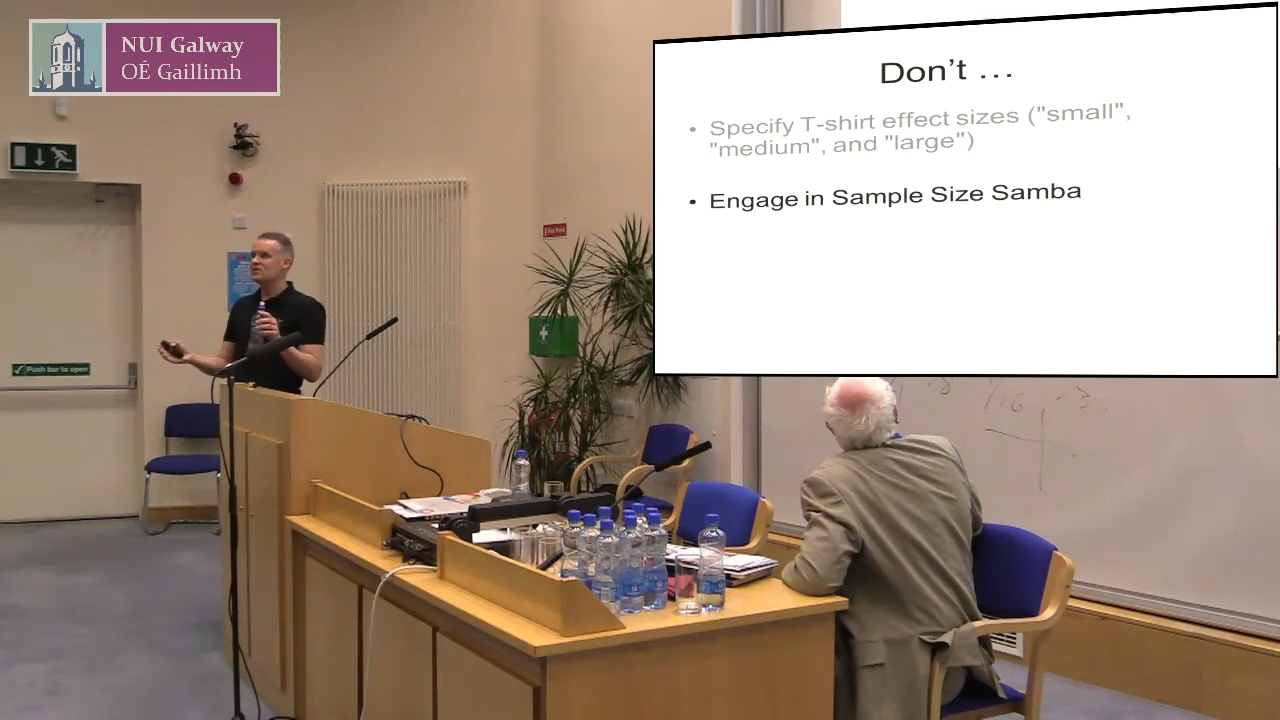 NUI Galway
OÉ Gaillimh
Don't ...
• Specify T-shirt effect sizes ("small",
"medium", and "large")
• Engage in Sample Size Samba
Push bar to open